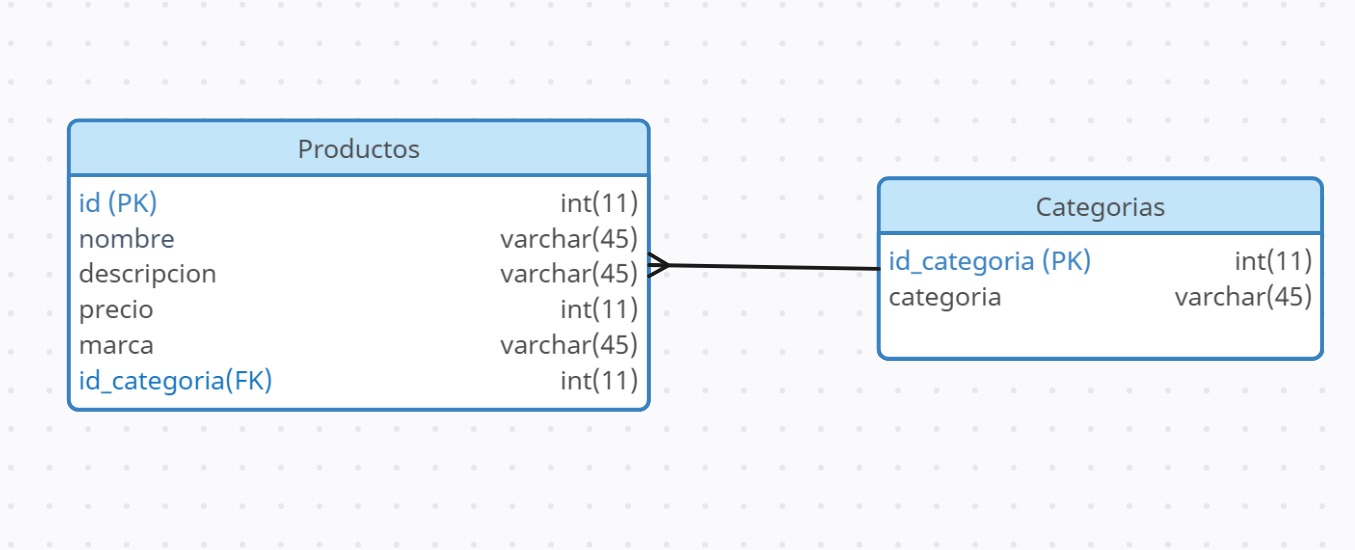 Productos
id (PK) int(11)
nombre varchar(45)
descripcion varchar(45)
precio int(11)
marca varchar(45)
id_categoria(FK) int(11)
Categorias
id_categoria (PK) int(11)
categoria varchar(45)